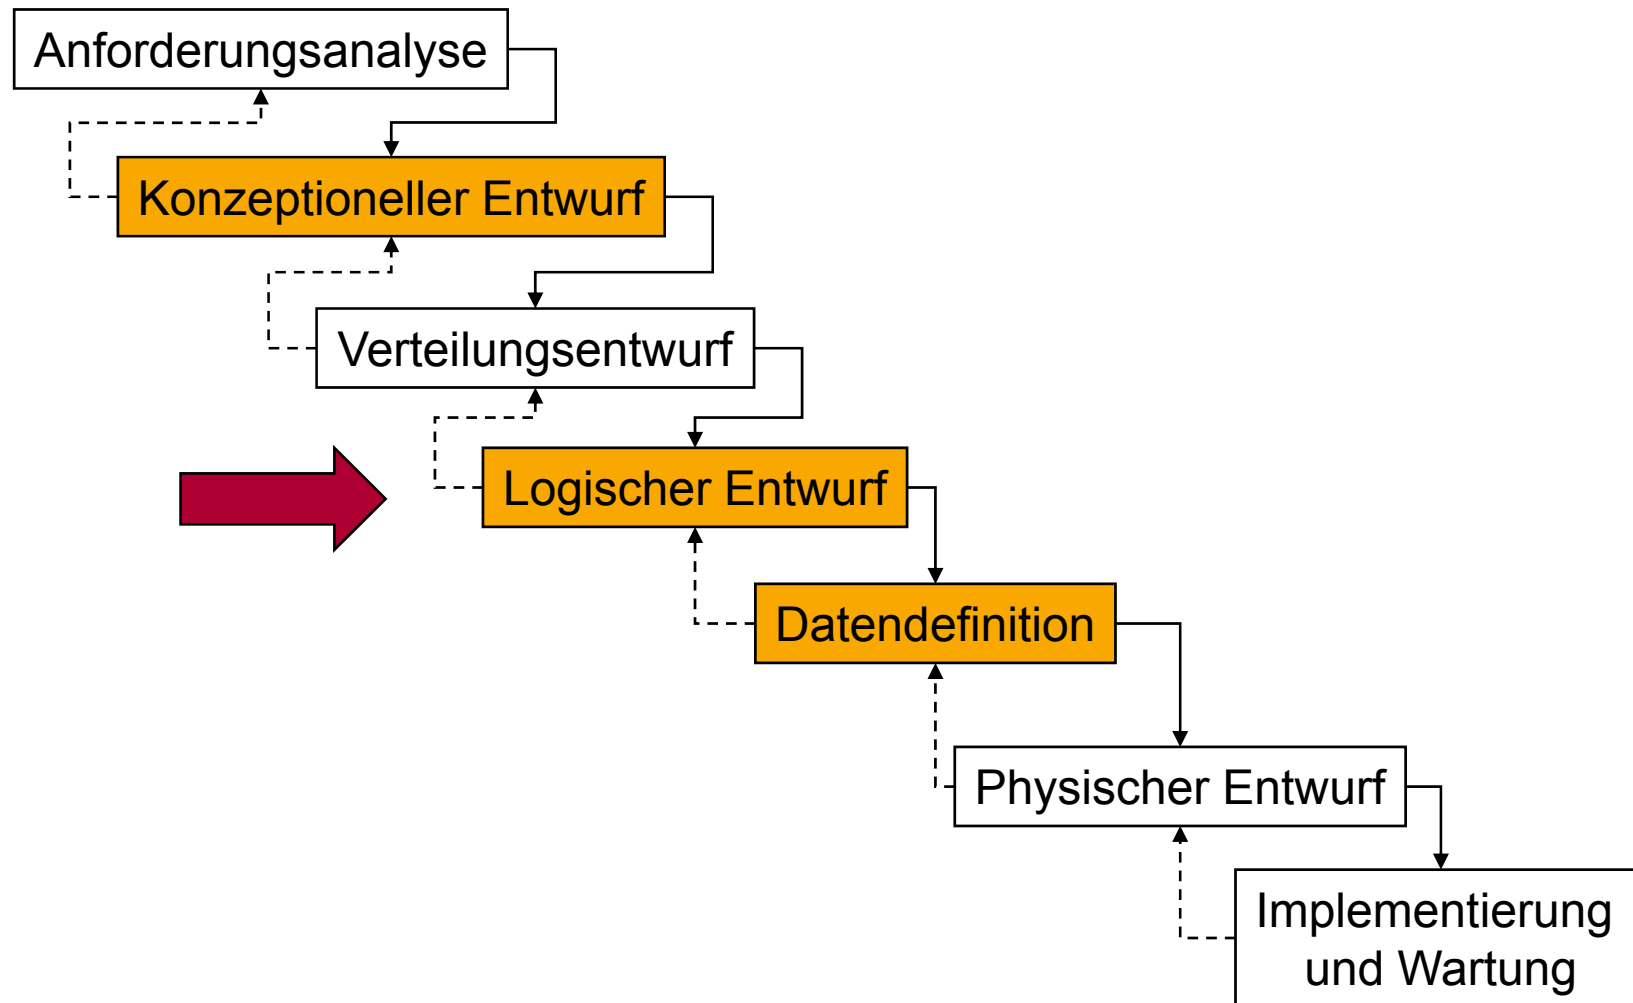 Anforderungsanalyse
Konzeptioneller Entwurf
Verteilungsentwurf
Logischer Entwurf
Datendefinition
Physischer Entwurf
Implementierung
und Wartung